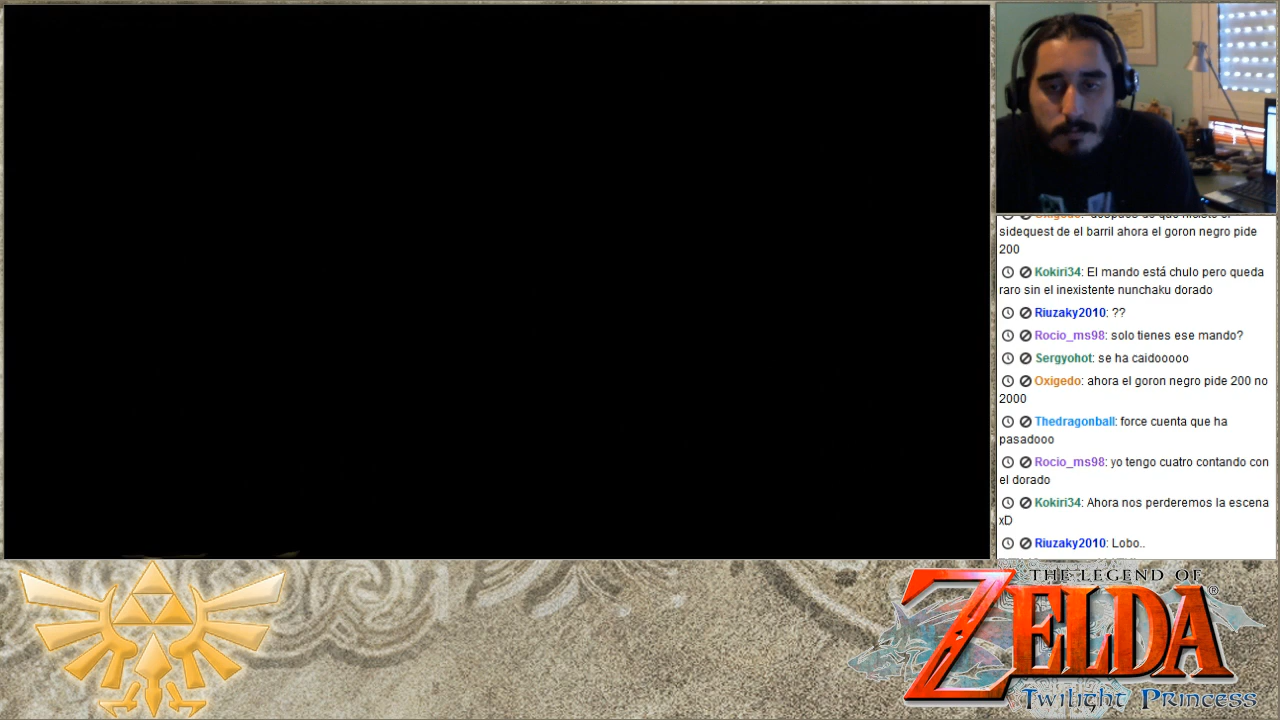 sidequest de el barril ahora el goron negro pide
200
Kokiri34: El mando está chulo pero queda
raro sin el inexistente nunchaku dorado
Riuzaky2010: ??
Rocio_ms98: solo tienes ese mando?
Sergyohot: se ha caidooooo
Oxigedo: ahora el goron negro pide 200 no
2000
Thedragonball: force cuenta que ha
pasadooo
Rocio_ms98: yo tengo cuatro contando con
el dorado
Kokiri34: Ahora nos perderemos la escena
xD
Riuzaky2010: Lobo..
THE LEGEND OF
ZELDA®
Twilight Princess